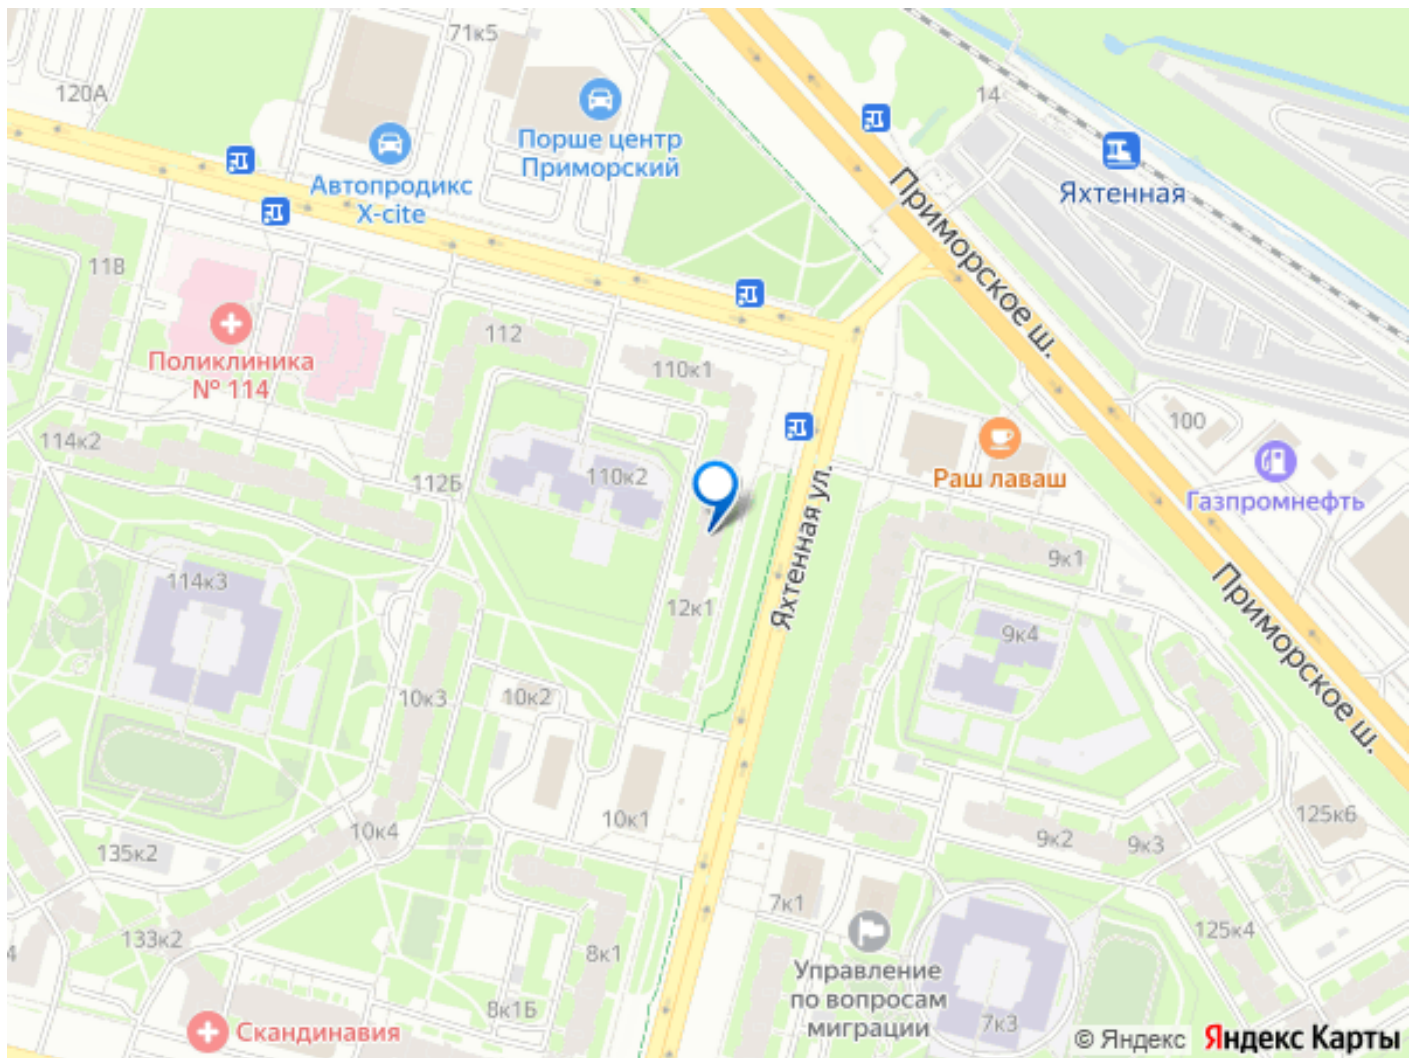 71к5
120А
14
Порше центр
Приморский
Автопродикс
X-cite
Яхтенная
Приморское ш.
118
112
110к1
Поликлиника
№ 114
100
114к2
112Б
110к2
Раш лаваш
Газпромнефть
Яхтенная ул.
9к1
114к3
12к1
9к4
Приморское ш.
10к3
10к2
10к1
10к4
135к2
9к2
9к3
125к6
7к1
133к2
8к1
125к4
4
Управление
по вопросам
миграции
8к1Б
7к3
Скандинавия
© Яндекс Яндекс Карты